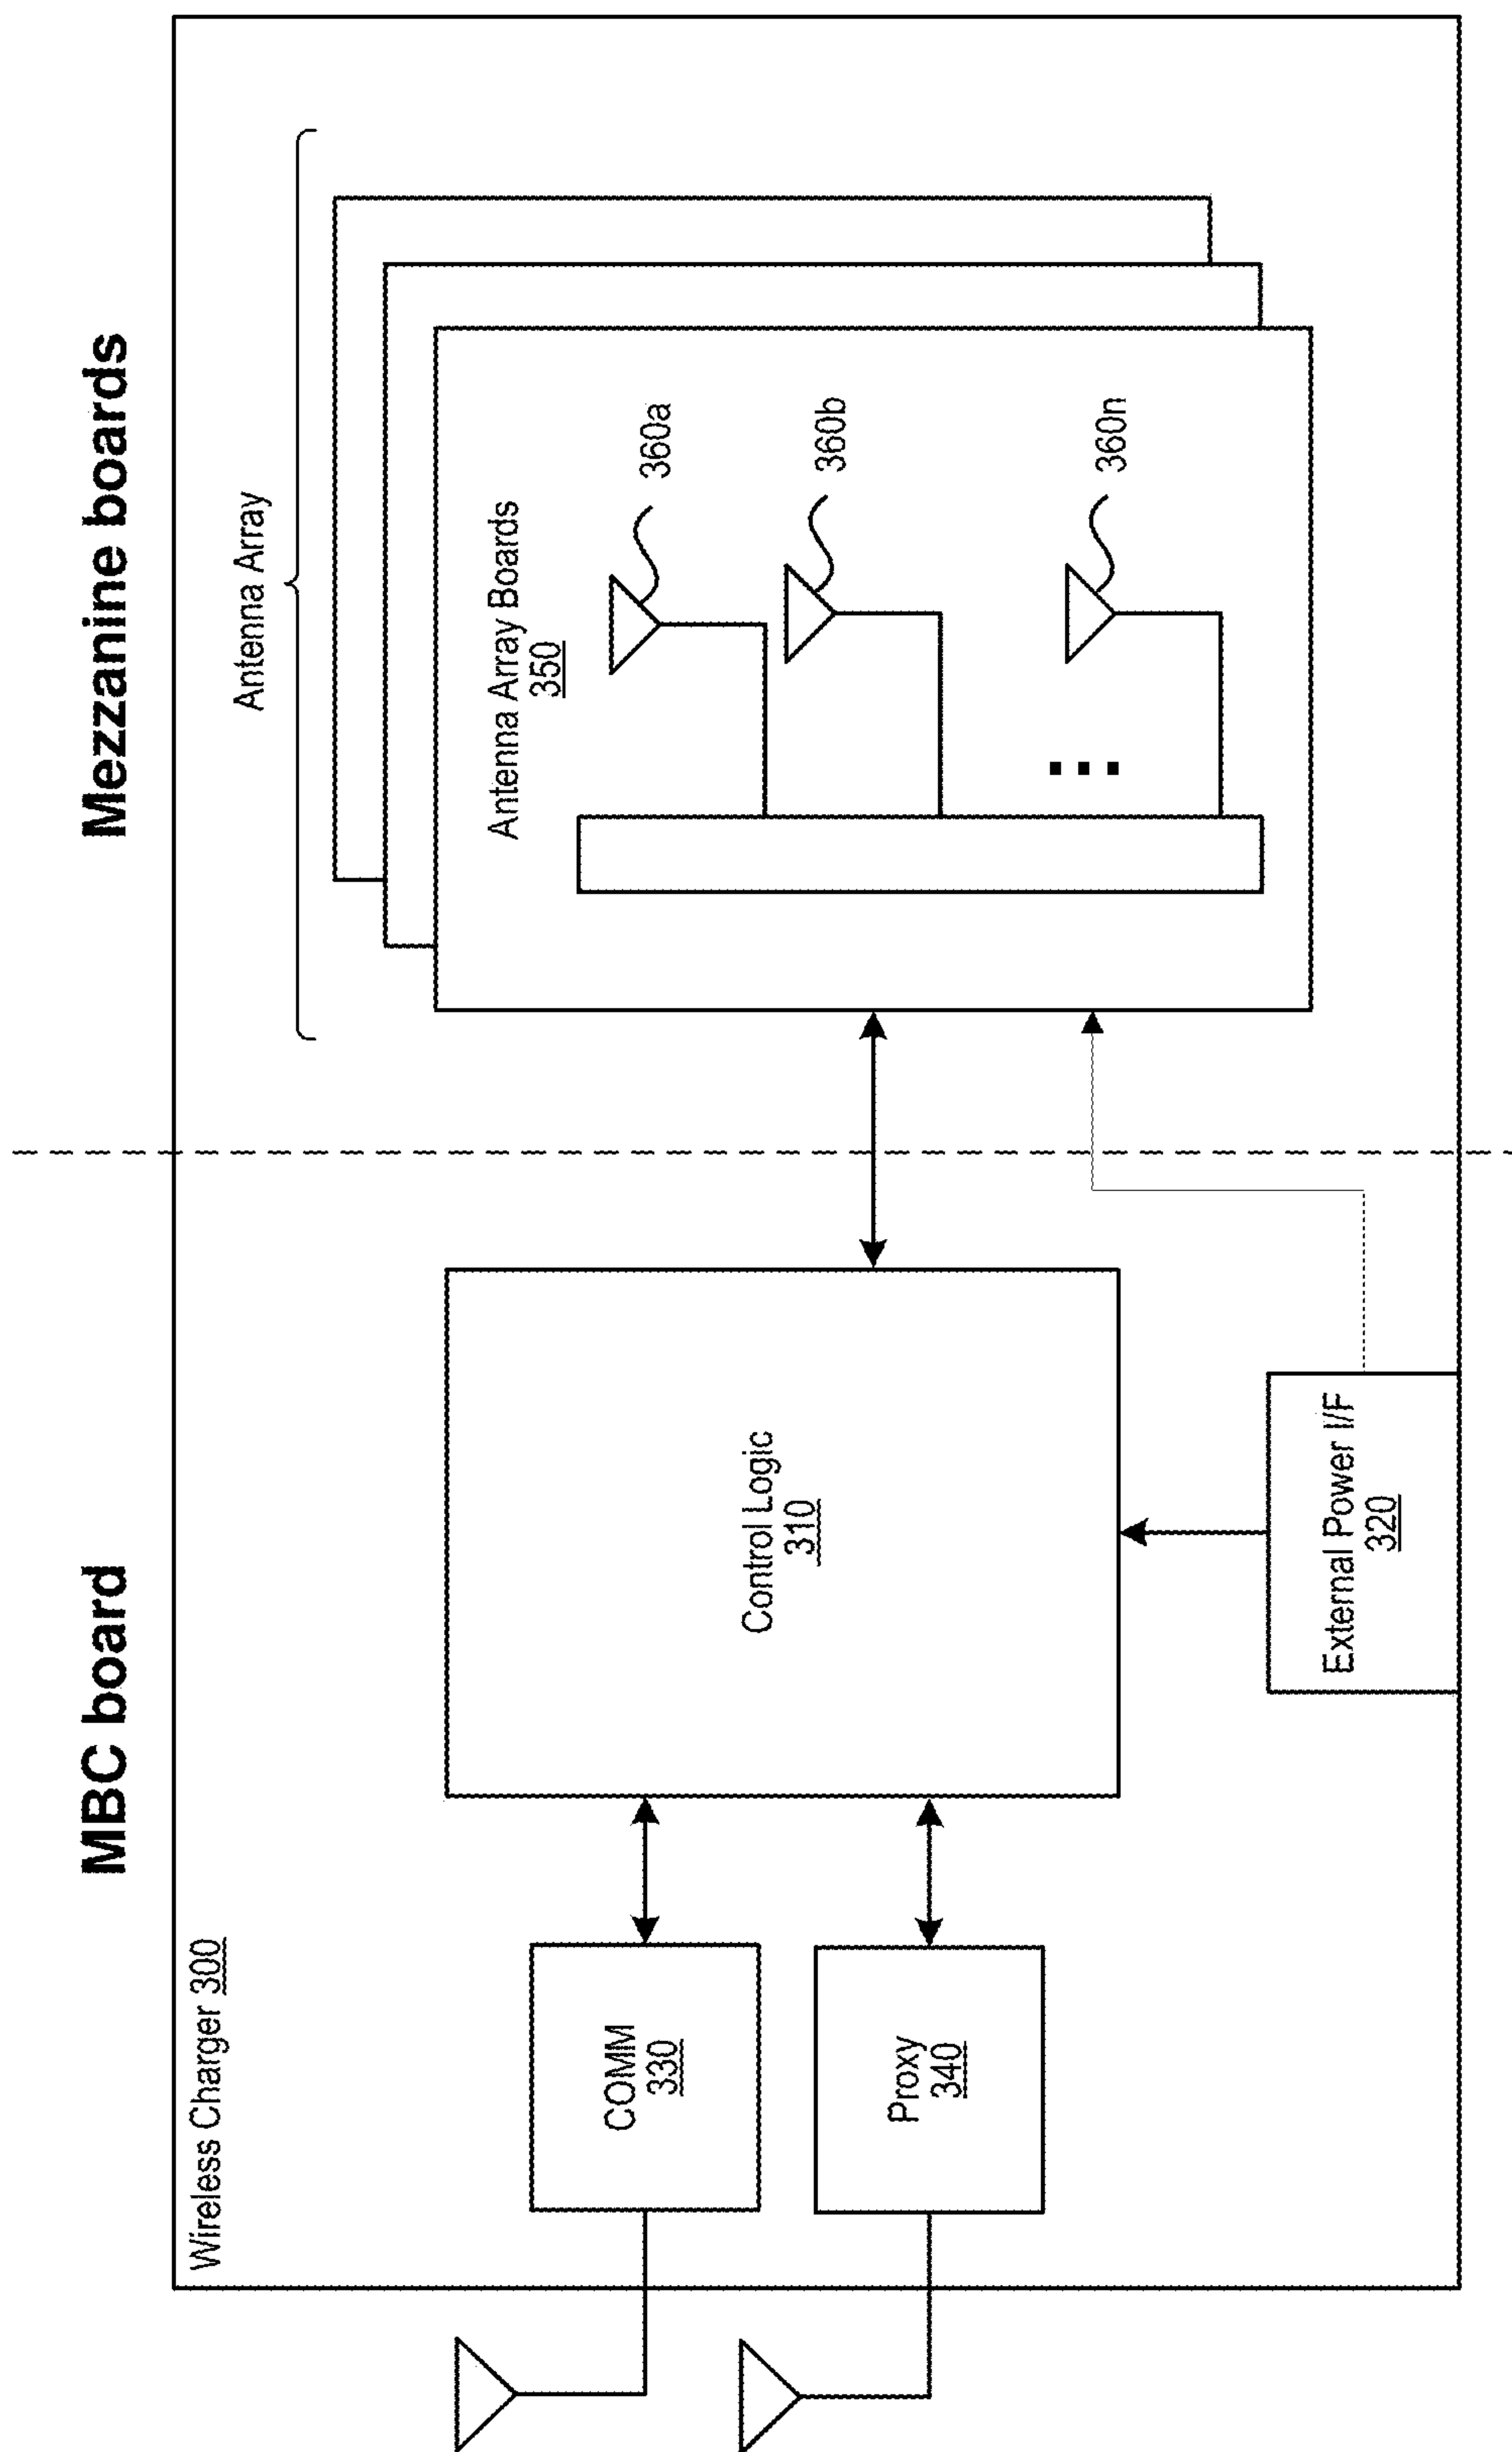 MBC board
Mezzanine boards
Wireless Charger 300
Antenna Array
COMM
330
Proxy
340
Control Logic
310
External Power I/F
320
Antenna Array Boards
350
360a
360b
360n